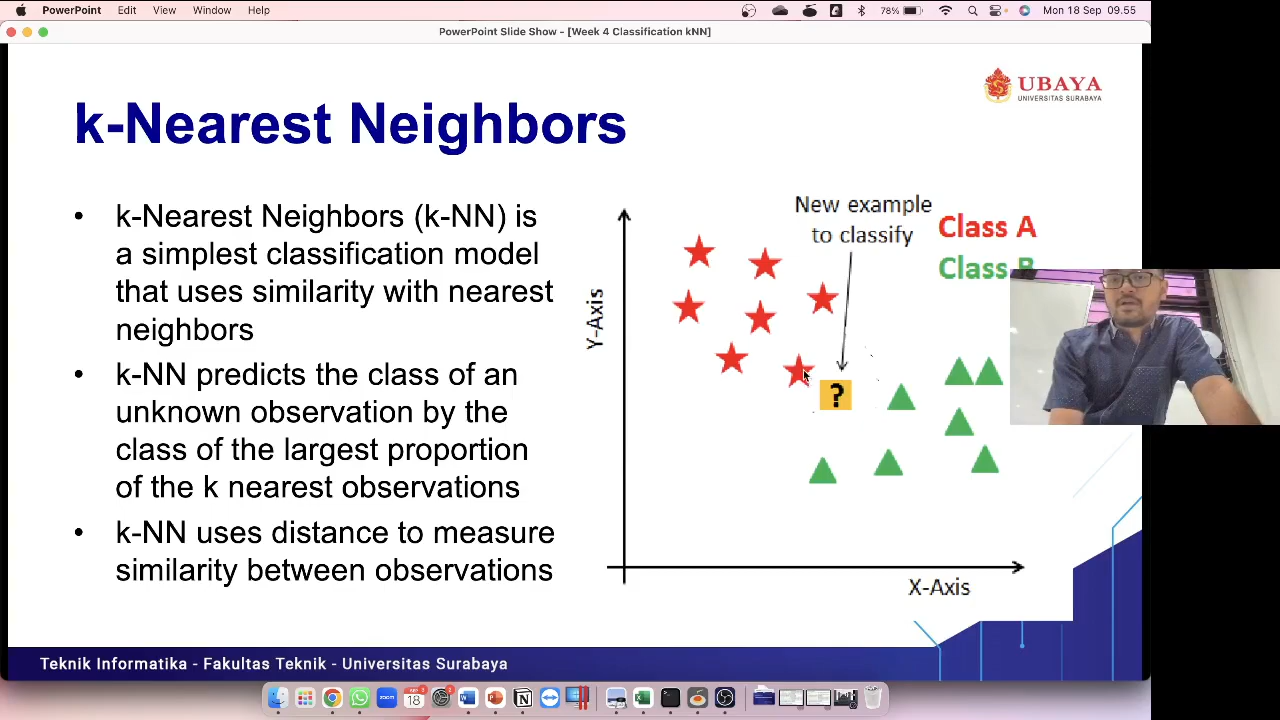 PowerPoint Edit View Window Help 78% Mon 18 Sep 09.55
PowerPoint Slide Show - [Week 4 Classification kNN]
UBAYA
UNIVERSITAS SURABAYA
k-Nearest Neighbors
• k-Nearest Neighbors (k-NN) is
a simplest classification model
that uses similarity with nearest
neighbors
• k-NN predicts the class of an
unknown observation by the
class of the largest proportion
of the k nearest observations
• k-NN uses distance to measure
similarity between observations
New example
to classify
Class A
Class B
Y-Axis
?
X-Axis
Teknik Informatika - Fakultas Teknik - Universitas Surabaya
zoom
18